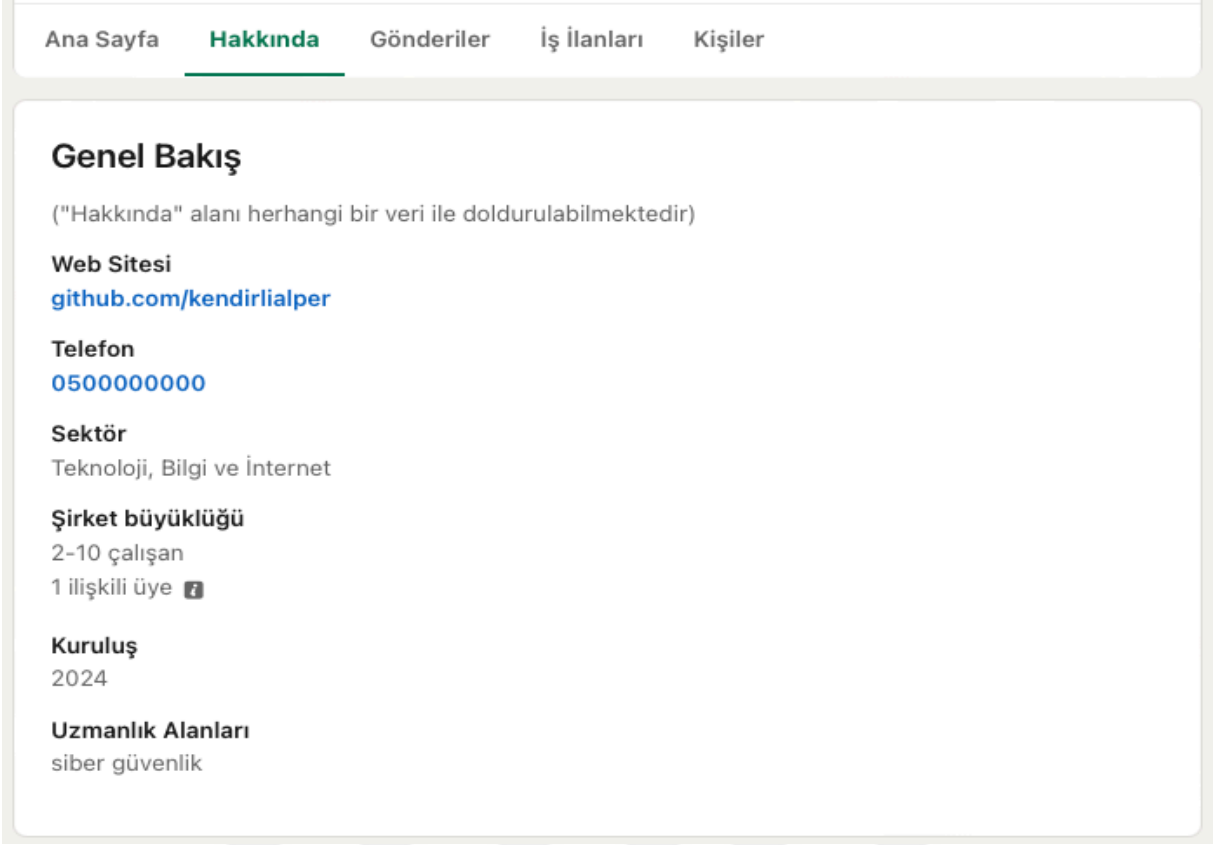 Ana Sayfa Hakkında Gönderiler İş İlanları Kişiler
Genel Bakış
("Hakkında" alanı herhangi bir veri ile doldurulabilmektedir)
Web Sitesi
github.com/kendirlialper
Telefon
0500000000
Sektör
Teknoloji, Bilgi ve İnternet
Şirket büyüklüğü
2-10 çalışan
1 ilişkili üye
Kuruluş
2024
Uzmanlık Alanları
siber güvenlik